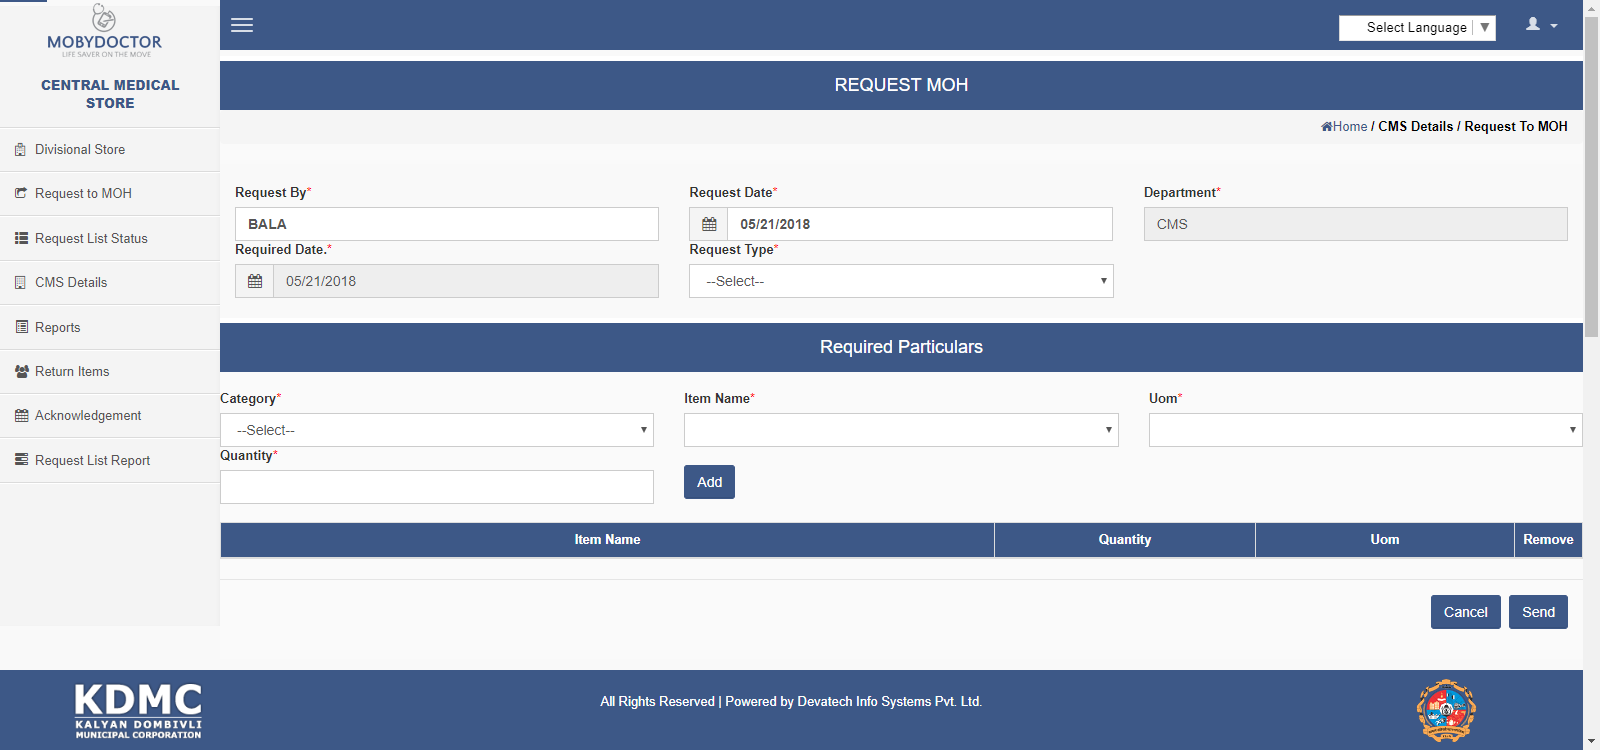 MOBYDOCTOR
LIFE SAVER ON THE MOVE
CENTRAL MEDICAL
STORE
Divisional Store
Request to MOH
Request List Status
CMS Details
Reports
Return Items
Acknowledgement
Request List Report
Select Language ▼
REQUEST MOH
Home / CMS Details / Request To MOH
Request By* Request Date* Department*
BALA 05/21/2018 CMS
Required Date.* Request Type*
05/21/2018 --Select--
Required Particulars
Category* Item Name* Uom*
--Select--
Quantity*
Add
Item Name Quantity Uom Remove
Cancel Send
KDMC
KALYAN DOMBIVLI
MUNICIPAL CORPORATION
All Rights Reserved | Powered by Devatech Info Systems Pvt. Ltd.